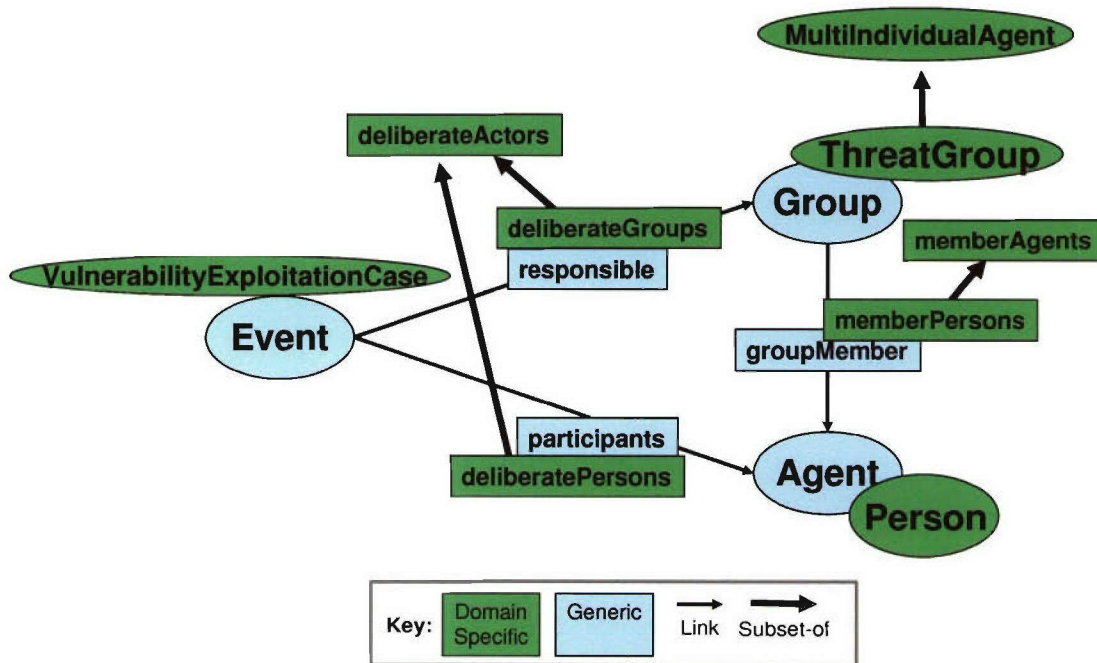 MultiIndividualAgent
deliberateActors
ThreatGroup
Group
deliberateGroups
memberAgents
responsible
VulnerabilityExploitationCase
memberPersons
Event
groupMember
participants
Agent
deliberatePersons
Person
Key:
Domain
Specific
Generic
Link
Subset-of